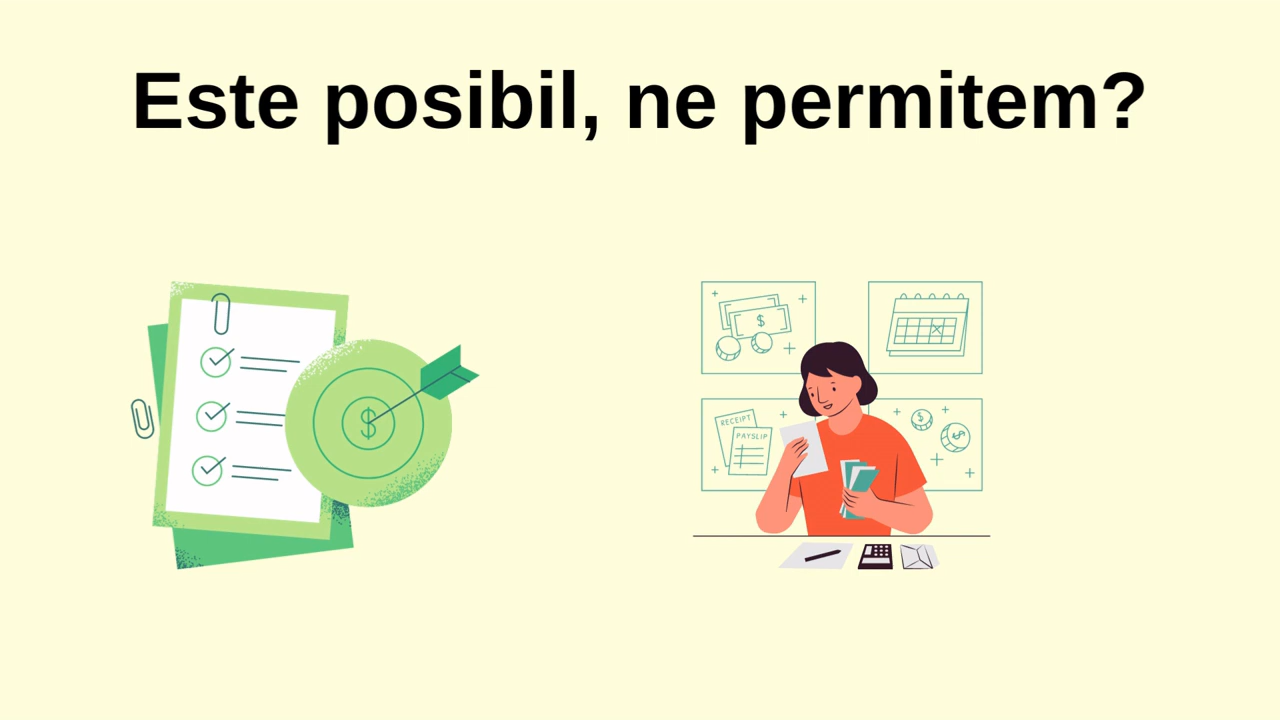 Este posibil, ne permitem?
$
RECEIPT
PAYSLIP
$
$
$